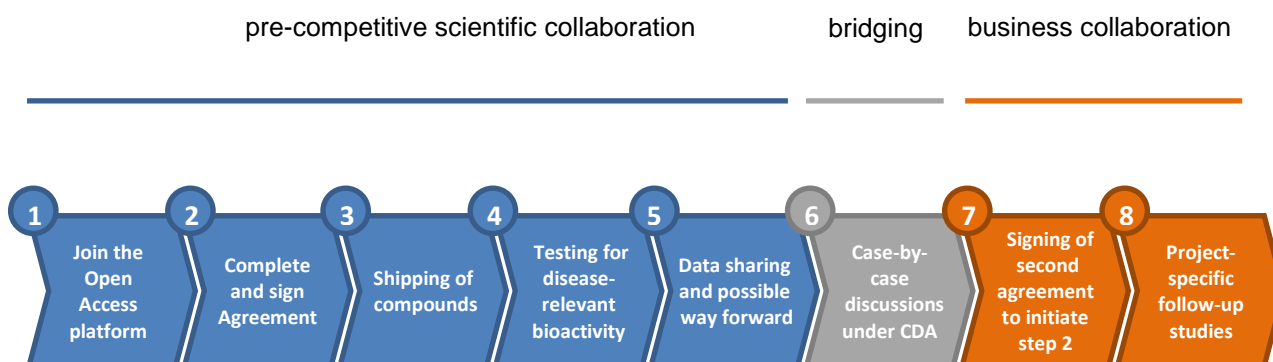 pre-competitive scientific collaboration
bridging
business collaboration
1
Join the
Open
Access
platform
2
Complete
and sign
Agreement
3
Shipping of
compounds
4
Testing for
disease-
relevant
bioactivity
5
Data sharing
and possible
way forward
6
Case-by-
case
discussions
under CDA
7
Signing of
second
agreement
to initiate
step 2
8
Project-
specific
follow-up
studies